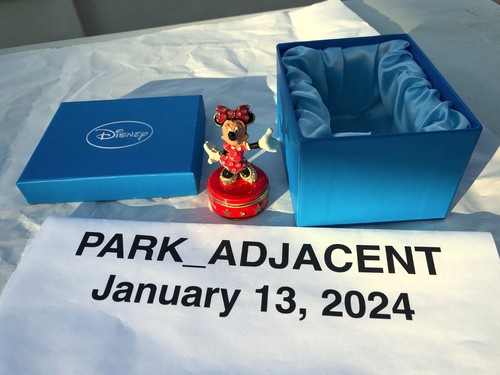 Disney
PARK_ADJACENT
January 13, 2024